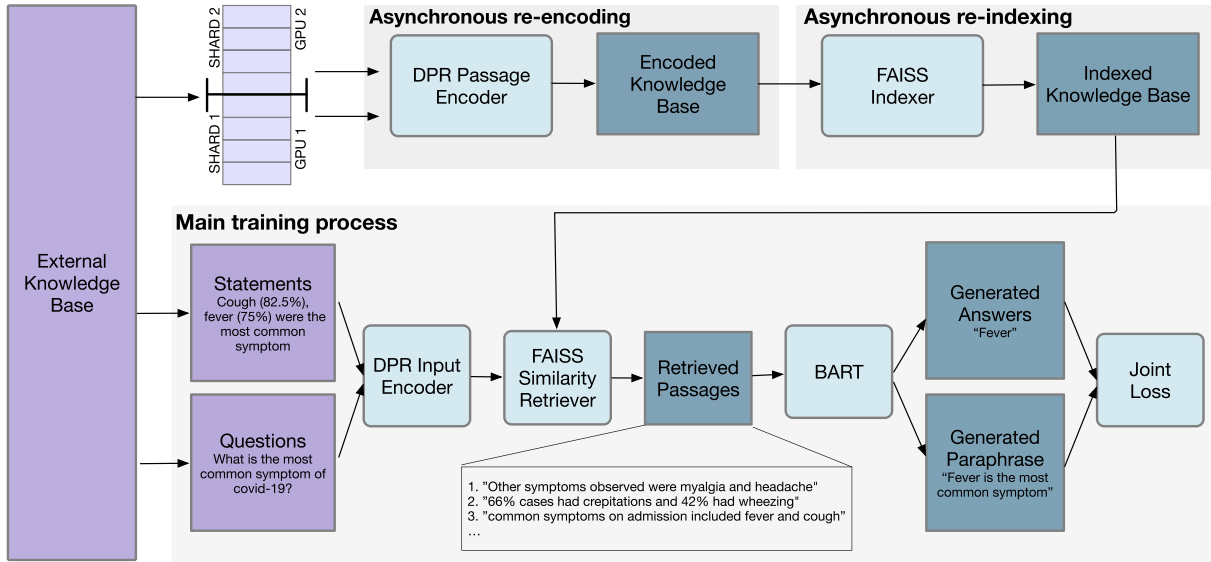 SHARD 2
GPU 2
SHARD 1
GPU 1
Asynchronous re-encoding
DPR Passage
Encoder
Encoded
Knowledge
Base
Asynchronous re-indexing
FAISS
Indexer
Indexed
Knowledge Base
External
Knowledge
Base
Main training process
Statements
Cough (82.5%),
fever (75%) were the
most common
symptom
Questions
What is the most
common symptom of
covid-19?
DPR Input
Encoder
FAISS
Similarity
Retriever
Retrieved
Passages
1. "Other symptoms observed were myalgia and headache"
2. "66% cases had crepitations and 42% had wheezing"
3. "common symptoms on admission included fever and cough”
...
BART
Generated
Answers
“Fever”
Generated
Paraphrase
“Fever is the most
common symptom”
Joint
Loss